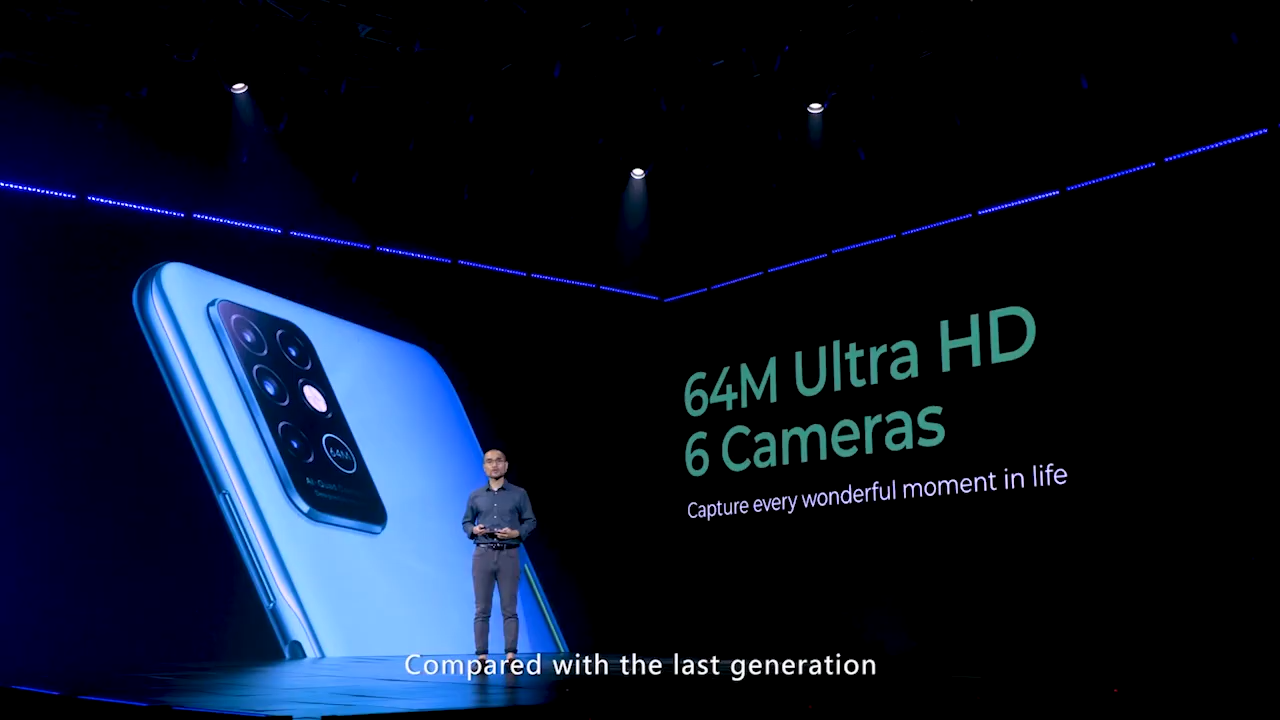 64M Ultra HD
6 Cameras
Capture every wonderful moment in life
64M
Compared with the last generation